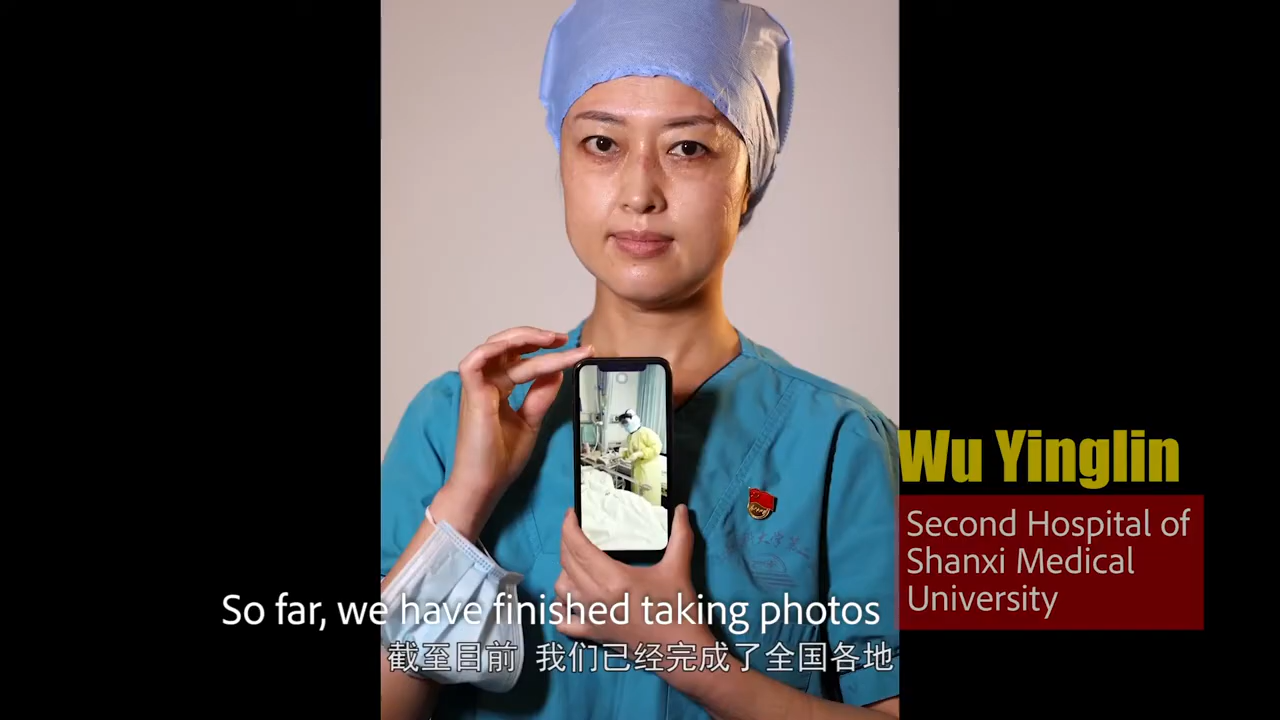 Wu Yinglin
Second Hospital of
Shanxi Medical
University
So far, we have finished taking photos
截至目前 我们已经完成了全国各地